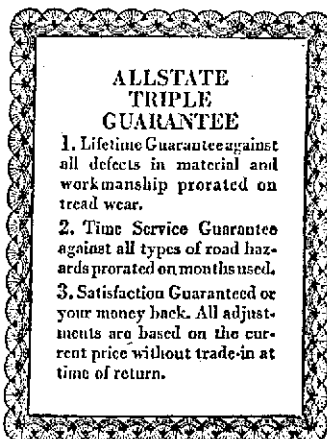 ALLSTATE
TRIPLE
GUARANTEE
1. Lifetime Guarantee against
all defects in material and
workmanship prorated on
tread wear.
2. Time Service Guarantee
against all types of road haz-
ards prorated on months used.
3. Satisfaction Guaranteed or
your money back. All adjust-
ments are based on the cur-
rent price without trade-in at
time of return.